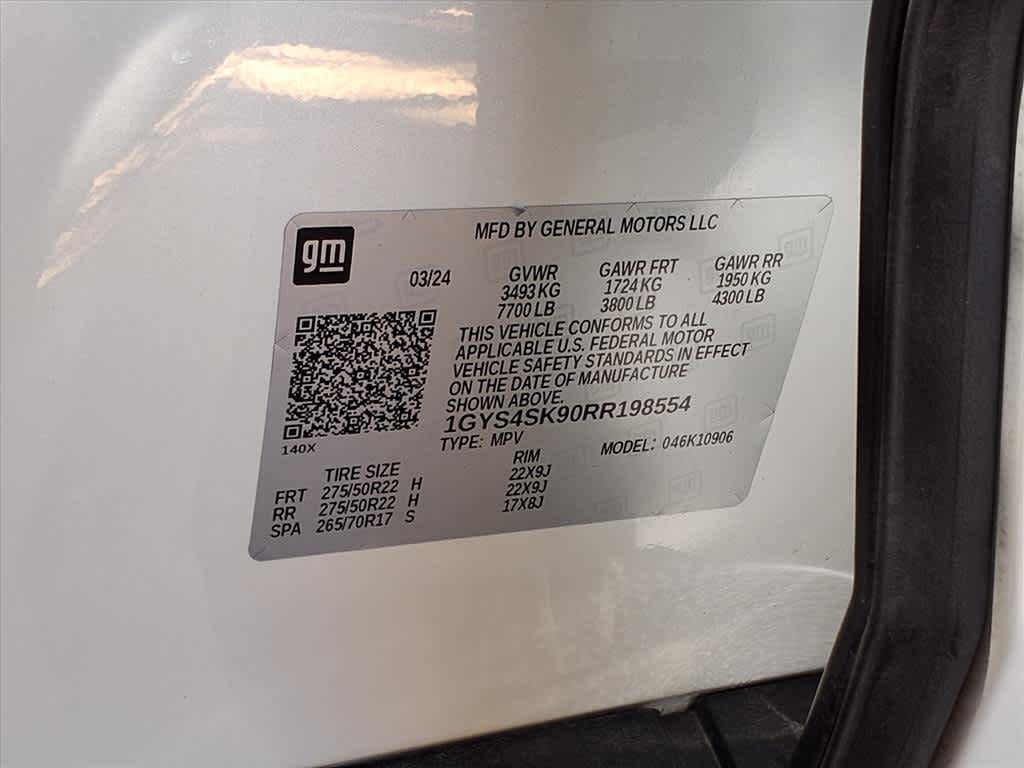 gm
MFD BY GENERAL MOTORS LLC
03/24 GVWR GAWR FRT GAWR RR
3493 KG 1724 KG 1950 KG
7700 LB 3800 LB 4300 LB
THIS VEHICLE CONFORMS TO ALL
APPLICABLE U.S. FEDERAL MOTOR
VEHICLE SAFETY STANDARDS IN EFFECT
ON THE DATE OF MANUFACTURE
SHOWN ABOVE.
1GYS4SK90RR198554
140X
TYPE: MPV MODEL: 046K10906
TIRE SIZE RIM
FRT 275/50R22 H 22X9J
RR 275/50R22 H 22X9J
SPA 265/70R17 S 17X8J